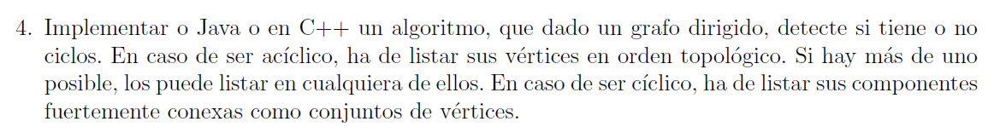 4. Implementar o Java o en C++ un algoritmo, que dado un grafo dirigido, detecte si tiene o no
ciclos. En caso de ser acíclico, ha de listar sus vértices en orden topológico. Si hay más de uno
posible, los puede listar en cualquiera de ellos. En caso de ser cíclico, ha de listar sus componentes
fuertemente conexas como conjuntos de vértices.